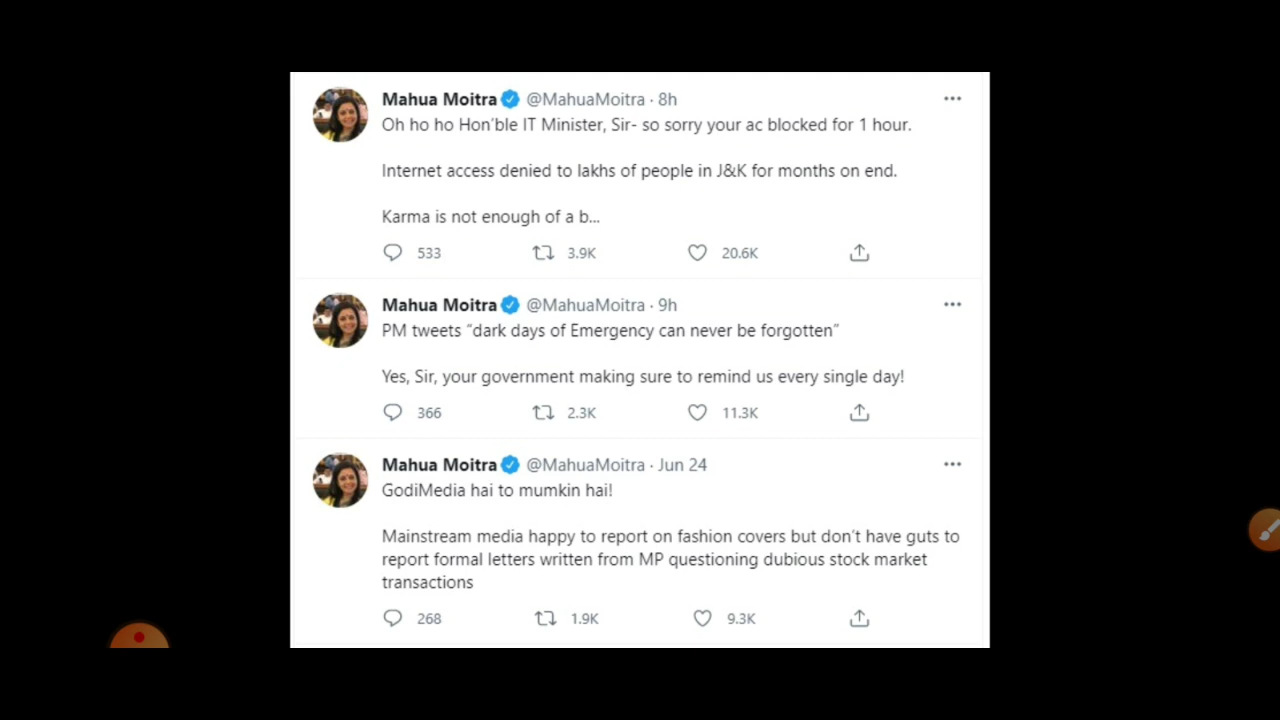 Mahua Moitra @MahuaMoitra · 8h
Oh ho ho Hon'ble IT Minister, Sir- so sorry your ac blocked for 1 hour.
Internet access denied to lakhs of people in J&K for months on end.
Karma is not enough of a b...
533 3.9K 20.6K
Mahua Moitra @MahuaMoitra · 9h
PM tweets “dark days of Emergency can never be forgotten”
Yes, Sir, your government making sure to remind us every single day!
366 2.3K 11.3K
Mahua Moitra @MahuaMoitra · Jun 24
GodiMedia hai to mumkin hai!
Mainstream media happy to report on fashion covers but don't have guts to
report formal letters written from MP questioning dubious stock market
transactions
268 1.9K 9.3K